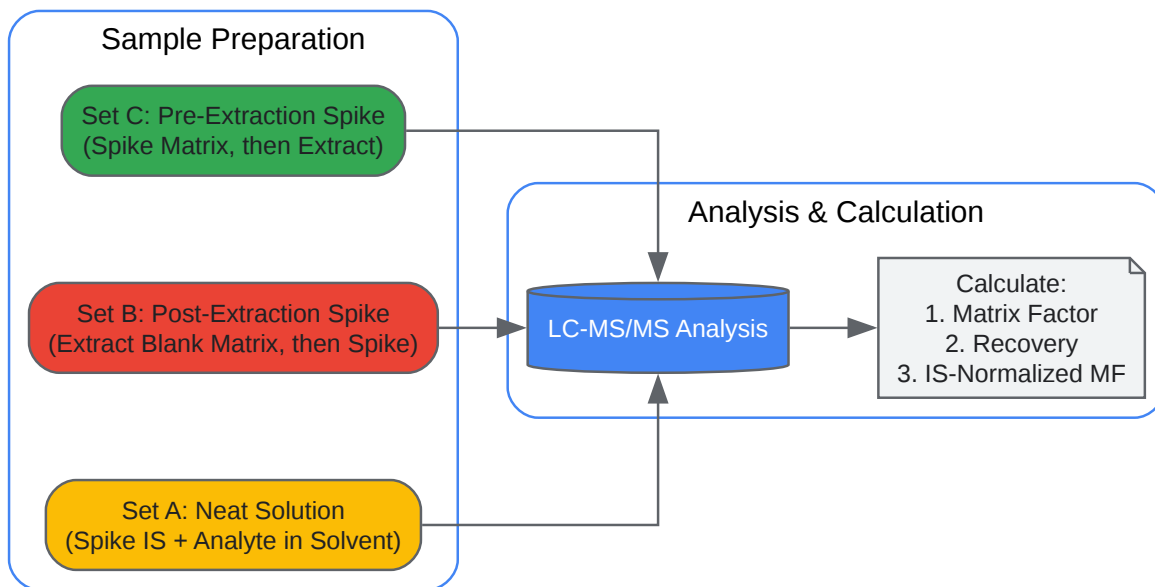 Sample Preparation
Set C: Pre-Extraction Spike
(Spike Matrix, then Extract)
Set B: Post-Extraction Spike
(Extract Blank Matrix, then Spike)
Set A: Neat Solution
(Spike IS + Analyte in Solvent)
Analysis & Calculation
LC-MS/MS Analysis
Calculate:
1. Matrix Factor
2. Recovery
3. IS-Normalized MF